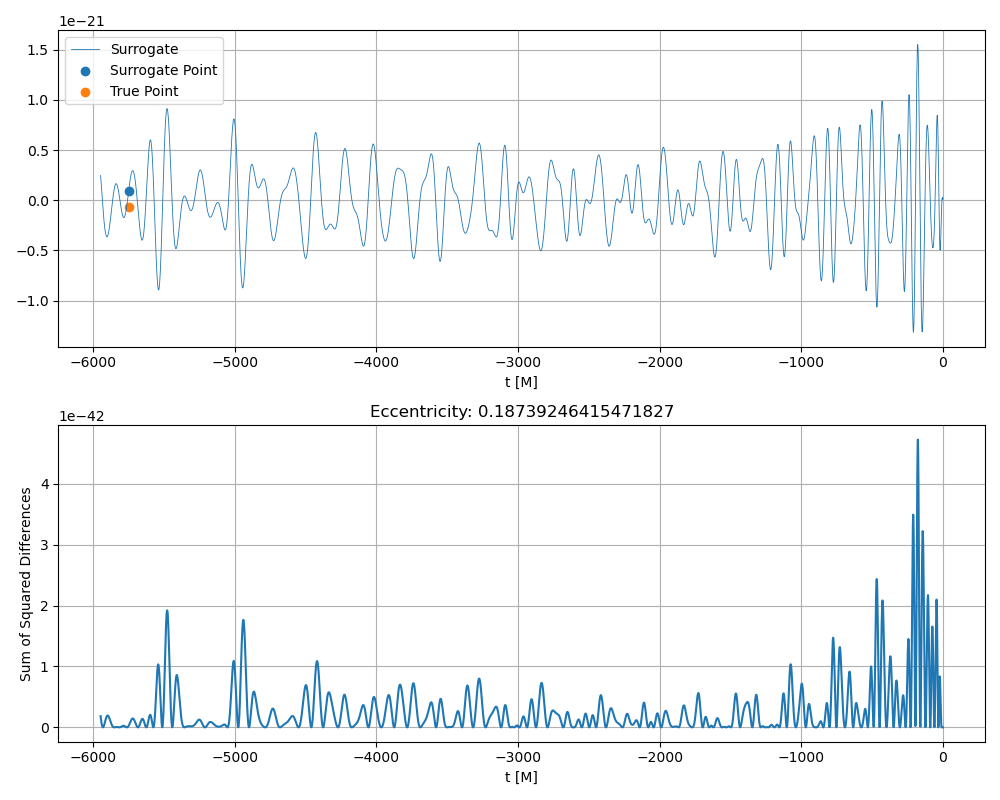 1e−21
1.5
1.0
0.5
0.0
−0.5
−1.0
Surrogate
Surrogate Point
True Point
−6000 −5000 −4000 −3000 −2000 −1000 0
t [M]
Eccentricity: 0.18739246415471827
1e−42
4
3
2
1
0
Sum of Squared Differences
−6000 −5000 −4000 −3000 −2000 −1000 0
t [M]